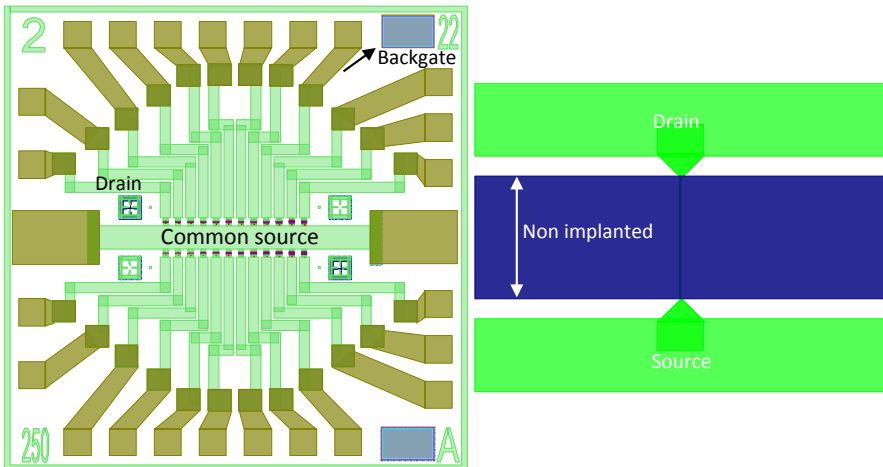 2
22
Backgate
Drain
Common source
250
A
Drain
Non implanted
Source